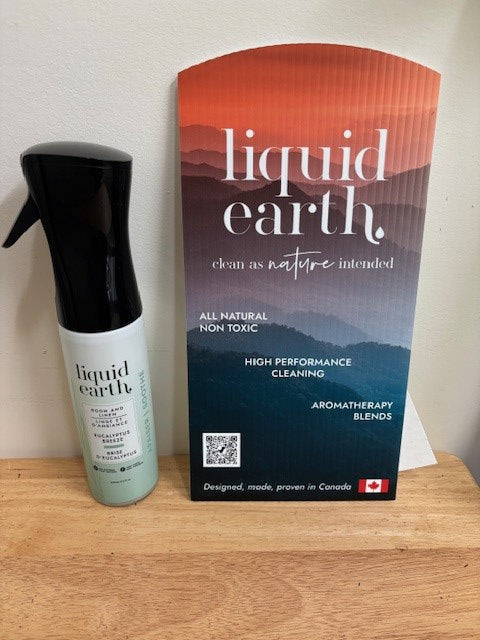 liquid
earth.
clean as nature intended
ALL NATURAL
NON TOXIC
HIGH PERFORMANCE
CLEANING
AROMATHERAPY
BLENDS
Designed, made, proven in Canada
liquid
earth.
ROOM AND
LINEN
LINGE ET
D'AMBIANCE
EUCALYPTUS
BREEZE
BRISE
D'EUCALYPTUS